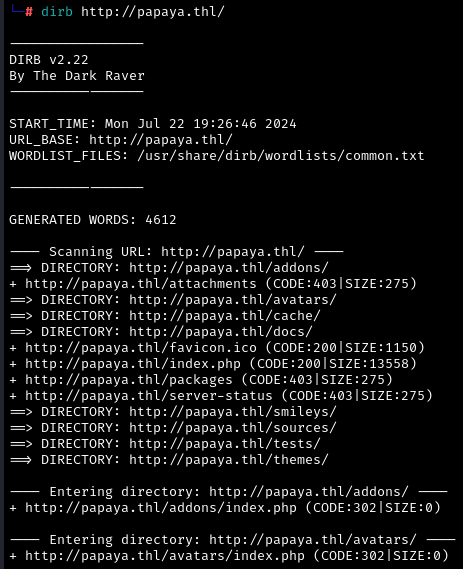 └─# dirb http://papaya.thl/
-----------------
DIRB v2.22
By The Dark Raver
-----------------
START_TIME: Mon Jul 22 19:26:46 2024
URL_BASE: http://papaya.thl/
WORDLIST_FILES: /usr/share/dirb/wordlists/common.txt
-----------------
GENERATED WORDS: 4612
---- Scanning URL: http://papaya.thl/ ----
==> DIRECTORY: http://papaya.thl/addons/
+ http://papaya.thl/attachments (CODE:403|SIZE:275)
==> DIRECTORY: http://papaya.thl/avatars/
==> DIRECTORY: http://papaya.thl/cache/
==> DIRECTORY: http://papaya.thl/docs/
+ http://papaya.thl/favicon.ico (CODE:200|SIZE:1150)
+ http://papaya.thl/index.php (CODE:200|SIZE:13558)
+ http://papaya.thl/packages (CODE:403|SIZE:275)
+ http://papaya.thl/server-status (CODE:403|SIZE:275)
==> DIRECTORY: http://papaya.thl/smileys/
==> DIRECTORY: http://papaya.thl/sources/
==> DIRECTORY: http://papaya.thl/tests/
==> DIRECTORY: http://papaya.thl/themes/
---- Entering directory: http://papaya.thl/addons/ ----
+ http://papaya.thl/addons/index.php (CODE:302|SIZE:0)
---- Entering directory: http://papaya.thl/avatars/ ----
+ http://papaya.thl/avatars/index.php (CODE:302|SIZE:0)